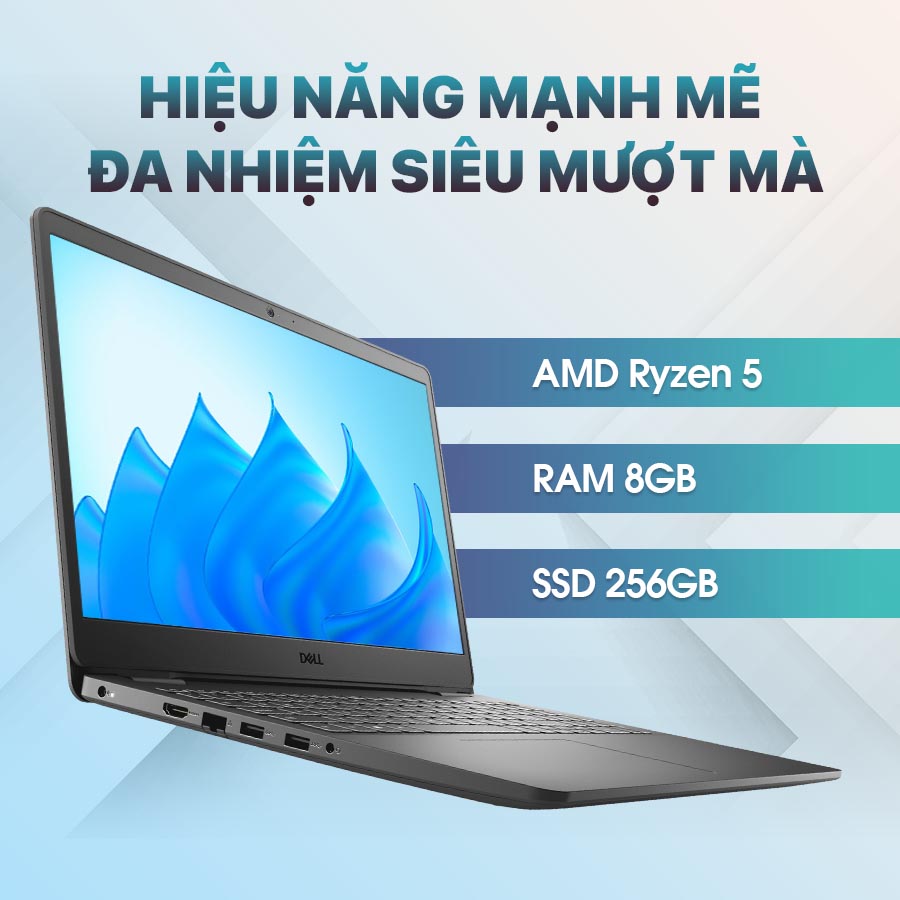 HIỆU NĂNG MẠNH MẼ
ĐA NHIỆM SIÊU MƯỢT MÀ
AMD Ryzen 5
RAM 8GB
SSD 256GB
DELL